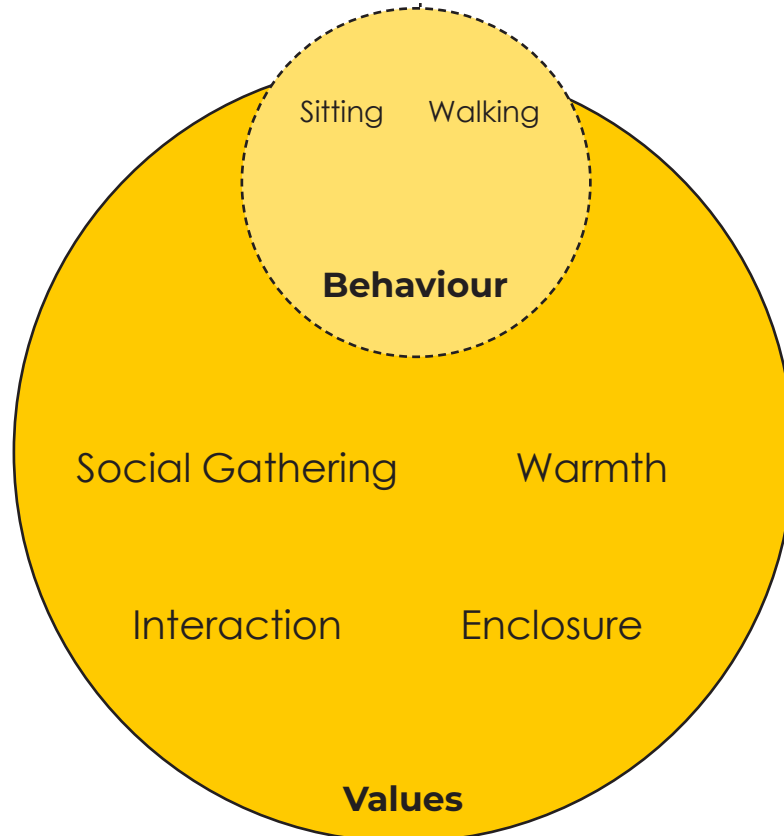 Sitting Walking
Behaviour
Social Gathering Warmth
Interaction Enclosure
Values